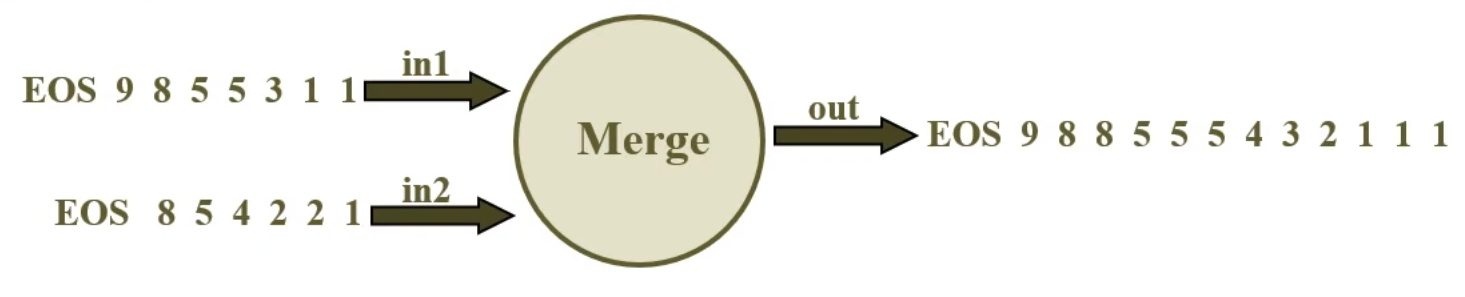 in1
EOS 9 8 5 5 3 1 1
out
Merge
EOS 9 8 8 5 5 5 4 3 2 1 1 1
in2
EOS 8 5 4 2 2 1